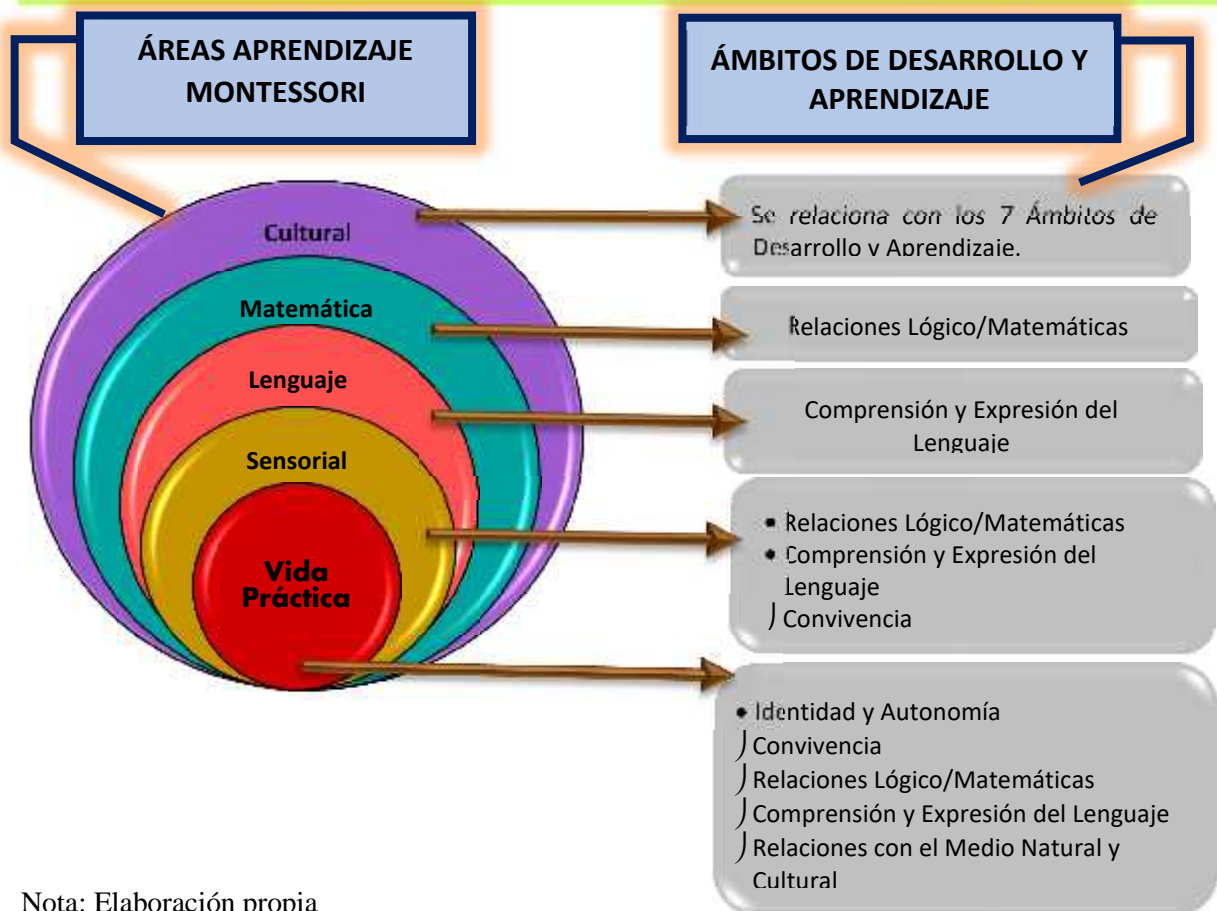 ÁREAS APRENDIZAJE
MONTESSORI
ÁMBITOS DE DESARROLLO Y
APRENDIZAJE
Cultural
Matemática
Lenguaje
Sensorial
Vida
Práctica
Se relaciona con los 7 Ámbitos de
Desarrollo y Aprendizaje.
Relaciones Lógico/Matemáticas
Comprensión y Expresión del
Lenguaje
• Relaciones Lógico/Matemáticas
• Comprensión y Expresión del
Lenguaje
⌡Convivencia
• Identidad y Autonomía
⌡Convivencia
⌡Relaciones Lógico/Matemáticas
⌡Comprensión y Expresión del Lenguaje
⌡Relaciones con el Medio Natural y
Cultural
Nota: Elaboración propia